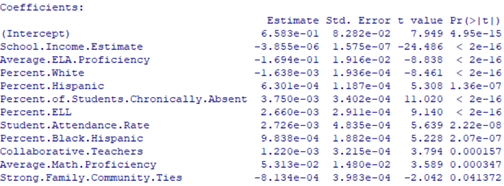 Coefficients:
Estimate Std. Error t value Pr(>|t|)
(Intercept) 6.583e-01 8.282e-02 7.949 4.95e-15
School.Income.Estimate -3.855e-06 1.575e-07 -24.486 < 2e-16
Average.ELA.Proficiency -1.694e-01 1.916e-02 -8.838 < 2e-16
Percent.White -1.638e-03 1.936e-04 -8.461 < 2e-16
Percent.Hispanic 6.301e-04 1.187e-04 5.308 1.36e-07
Percent.of.Students.Chronically.Absent 3.750e-03 3.402e-04 11.020 < 2e-16
Percent.ELL 2.660e-03 2.911e-04 9.140 < 2e-16
Student.Attendance.Rate 2.726e-03 4.835e-04 5.639 2.22e-08
Percent.Black.Hispanic 9.838e-04 1.882e-04 5.228 2.07e-07
Collaborative.Teachers 1.220e-03 3.215e-04 3.794 0.000157
Average.Math.Proficiency 5.313e-02 1.480e-02 3.589 0.000347
Strong.Family.Community.Ties -8.134e-04 3.983e-04 -2.042 0.041372